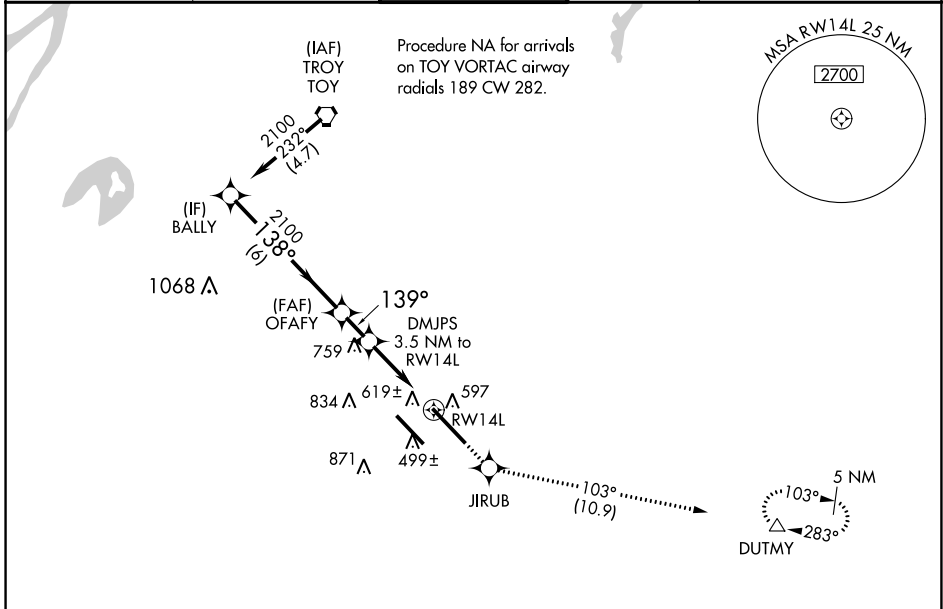 (IAF)
TROY
TOY
Procedure NA for arrivals
on TOY VORTAC airway
radials 189 CW 282.
MSA RW14L 25 NM
2700
2100
232°
(4.7)
(IF)
BALLY
2100
138°
(6)
1068
(FAF)
OFAFY
139°
DMJPS
3.5 NM to
RW14L
759
834
619±
597
RW14L
871
499±
JIRUB
103°
(10.9)
5 NM
103°
283°
DUTMY